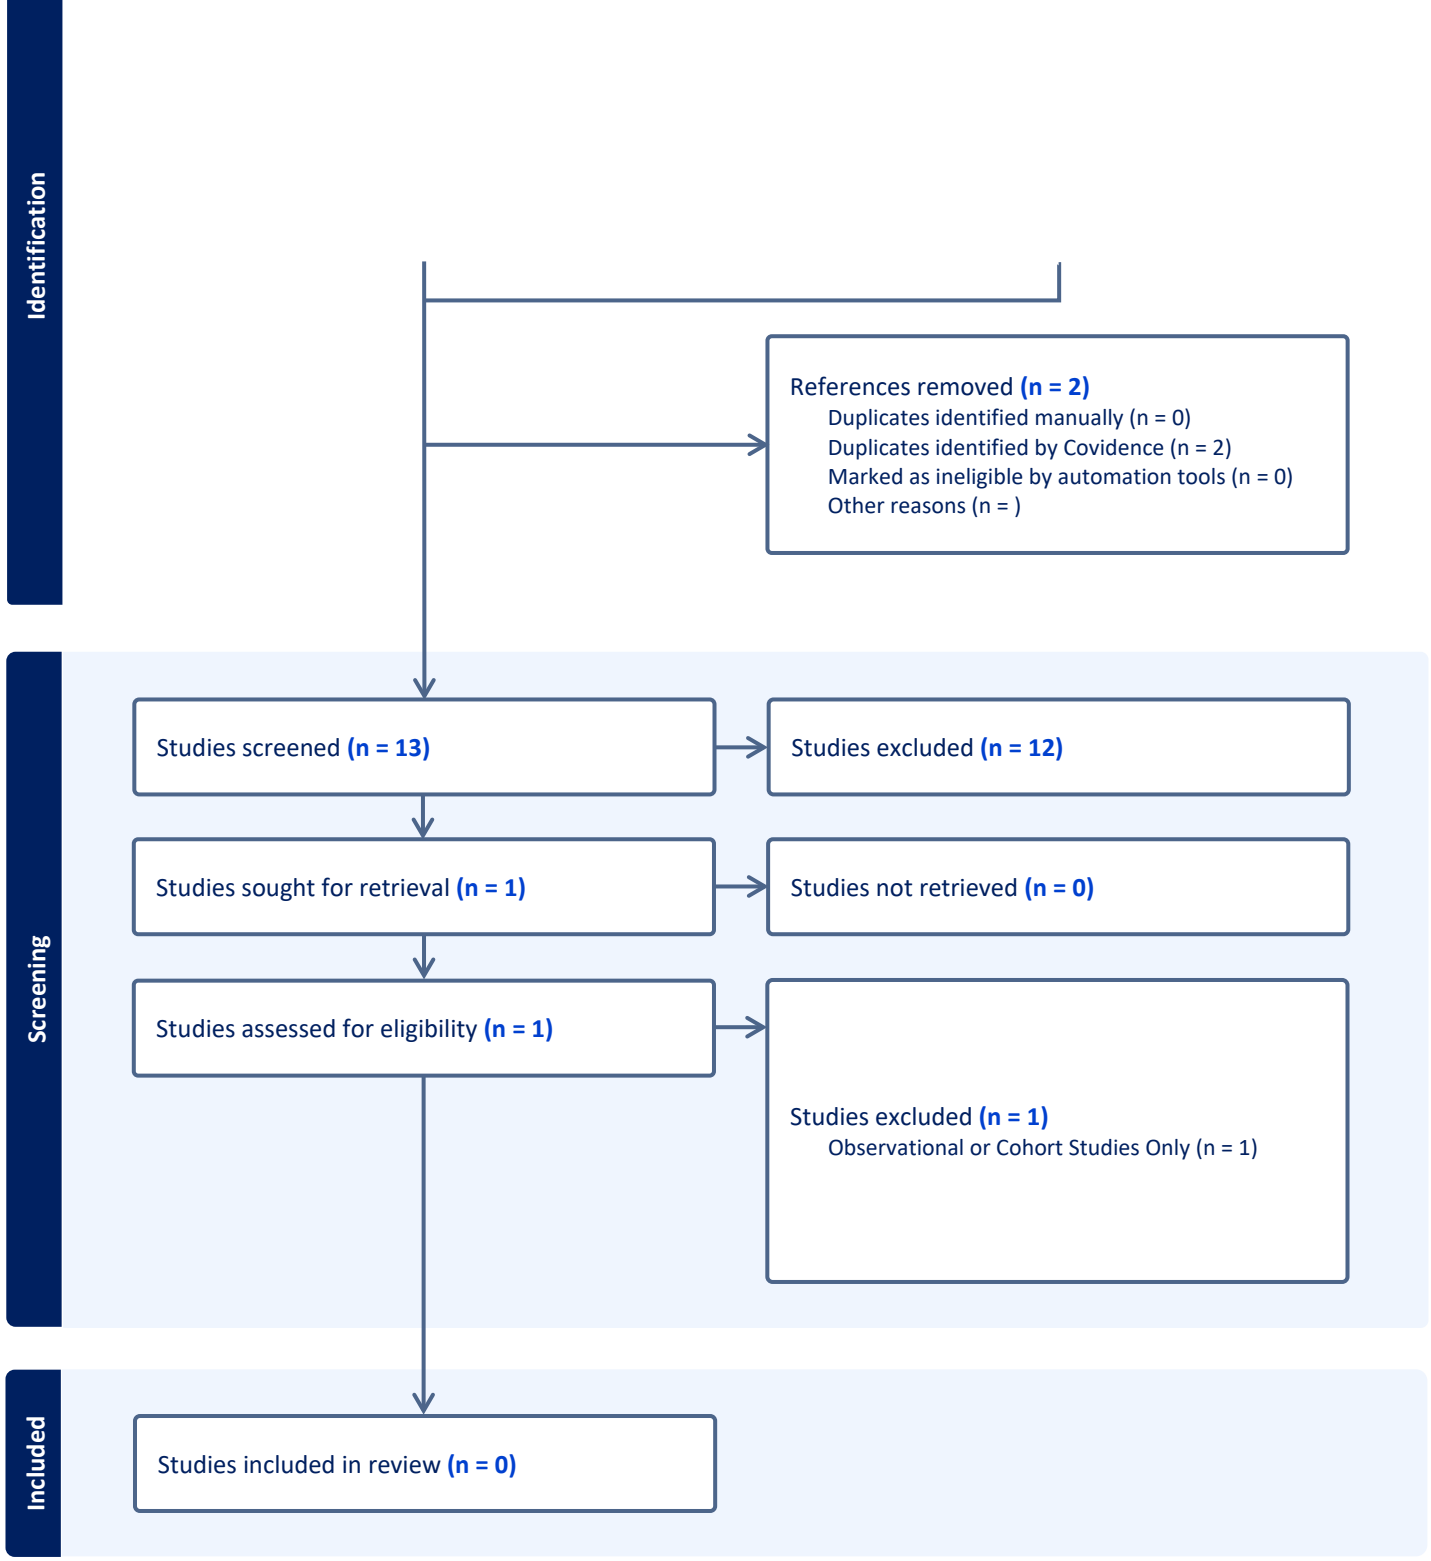 Identification
References removed (n = 2)
Duplicates identified manually (n = 0)
Duplicates identified by Covidence (n = 2)
Marked as ineligible by automation tools (n = 0)
Other reasons (n = )
Screening
Studies screened (n = 13)
Studies excluded (n = 12)
Studies sought for retrieval (n = 1)
Studies not retrieved (n = 0)
Studies assessed for eligibility (n = 1)
Studies excluded (n = 1)
Observational or Cohort Studies Only (n = 1)
Included
Studies included in review (n = 0)